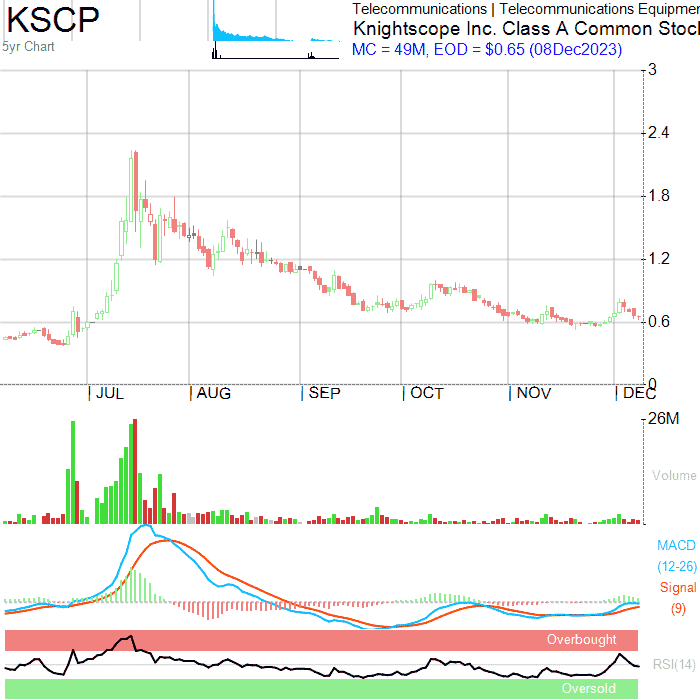 KSCP
5yr Chart
Telecommunications | Telecommunications Equipmen
Knightscope Inc. Class A Common Stoc
MC = 49M, EOD = $0.65 (08Dec2023)
3
2.4
1.8
1.2
0.6
0
JUL AUG SEP OCT NOV DEC
26M
Volume
MACD
(12-26)
Signal
(9)
Overbought
RSI(14)
Oversold